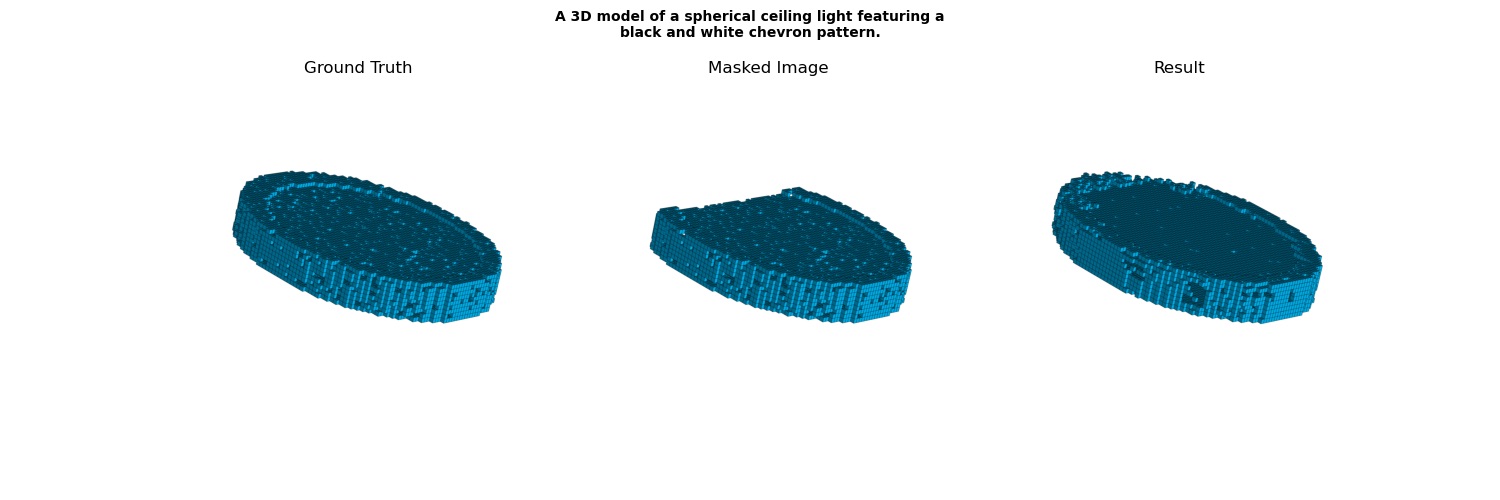 A 3D model of a spherical ceiling light featuring a
black and white chevron pattern.
Ground Truth
Masked Image
Result